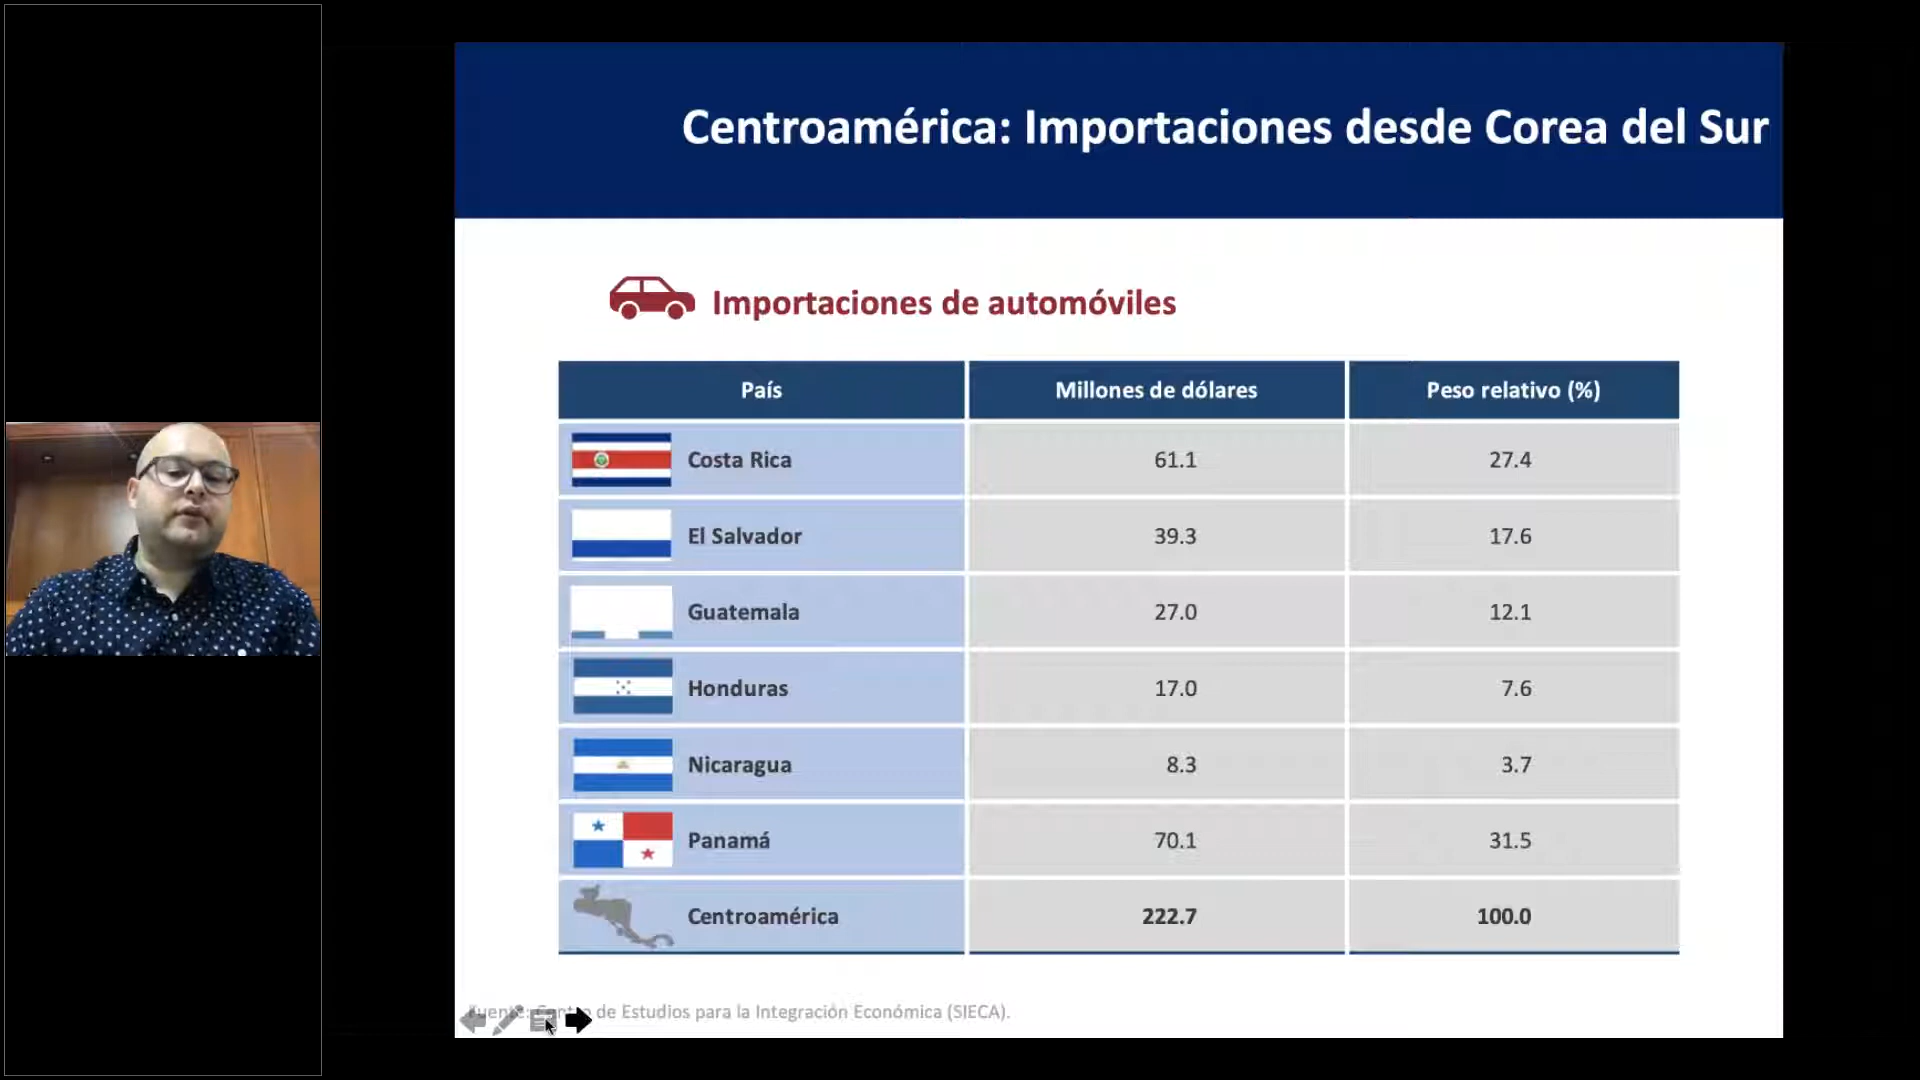 Centroamérica: Importaciones desde Corea del Sur
Importaciones de automóviles
País Millones de dólares Peso relativo (%)
Costa Rica 61.1 27.4
El Salvador 39.3 17.6
Guatemala 27.0 12.1
Honduras 17.0 7.6
Nicaragua 8.3 3.7
Panamá 70.1 31.5
Centroamérica 222.7 100.0
Fuente: Centro de Estudios para la Integración Económica (SIECA).